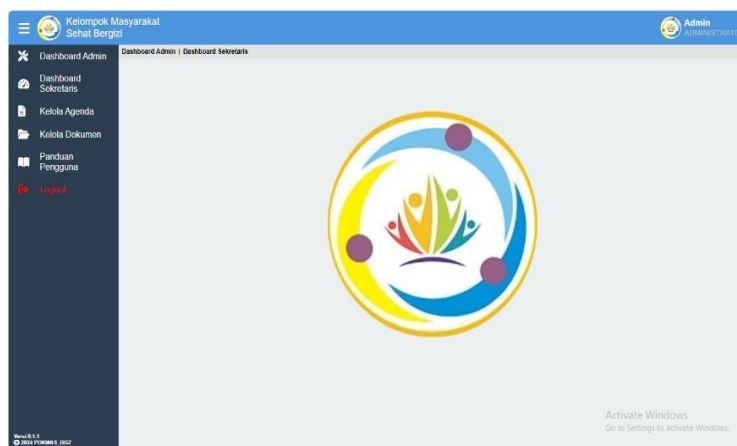 Kelompok Masyarakat
Sehat Bergizi
Admin
ADMINISTRAT
Dashboard Admin | Dashboard Sekretaris
Dashboard Admin
Dashboard
Sekretaris
Kelola Agenda
Kelola Dokumen
Panduan
Pengguna
Logout
Activate Windows
Go to Settings to activate Windows.
Versi 0.1.1
© 2024 POKMAS_BGZ